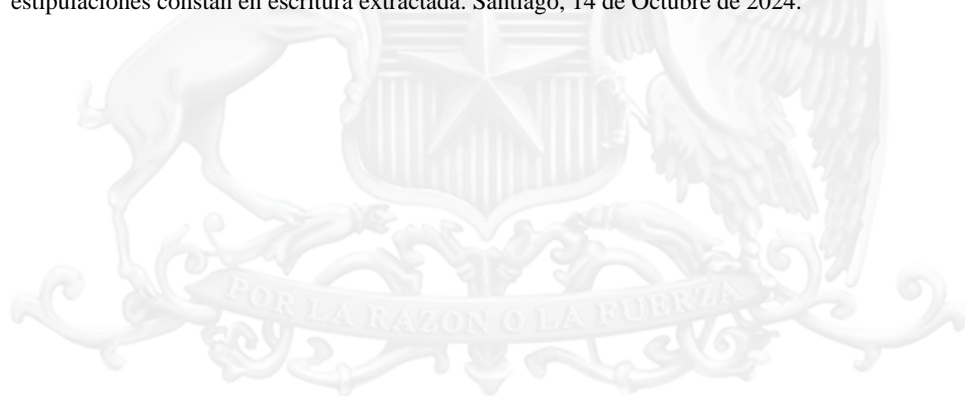 estipulaciones constan en escritura extractada. Santiago, 14 de Octubre de 2024.
POR LA RAZON O LA FUERZA